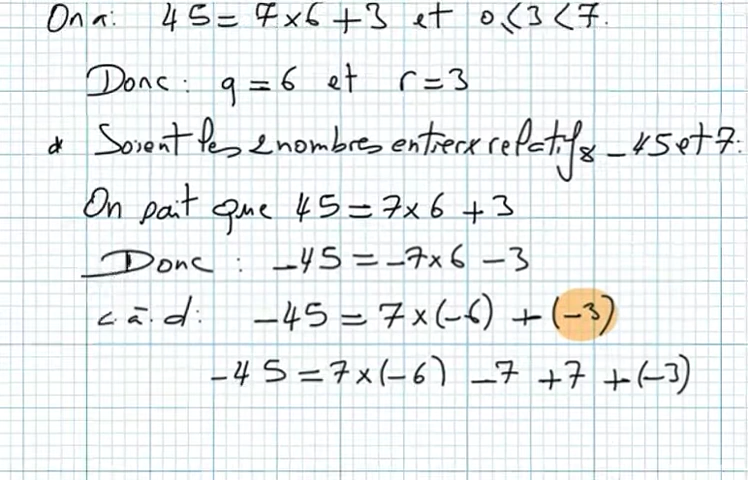 On a: 45 = 7×6 + 3 et 0 ≤ 3 < 7.
Donc : q = 6 et r = 3
* Soient les 2 nombres entiers relatifs -45 et 7:
On sait que 45 = 7×6 + 3
Donc : -45 = -7×6 - 3
c.à.d: -45 = 7×(-6) + (-3)
-45 = 7×(-6) -7 +7 +(-3)